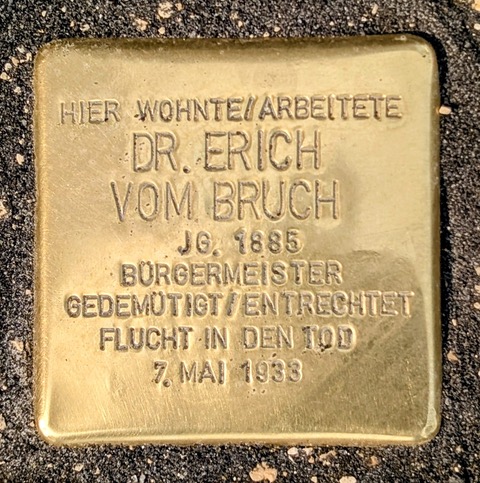 HIER WOHNTE/ARBEITETE
DR. ERICH
VOM BRUCH
JG. 1885
BÜRGERMEISTER
GEDEMÜTIGT/ENTRECHTET
FLUCHT IN DEN TOD
7. MAI 1933